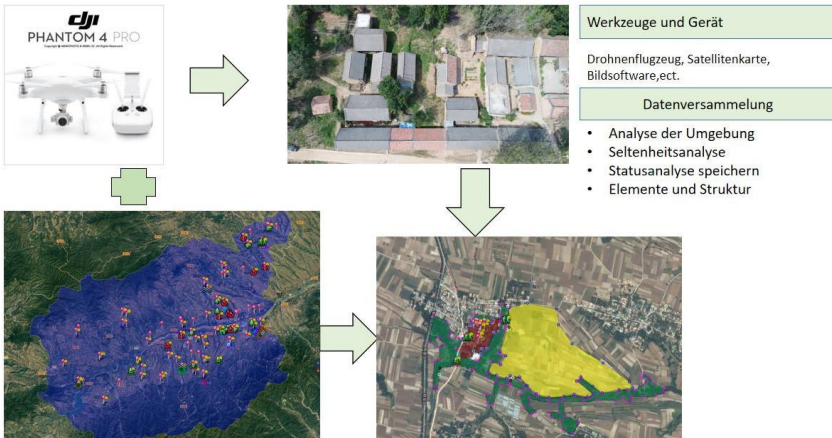 dji
PHANTOM 4 PRO
Werkzeuge und Gerät
Drohnenflugzeug, Satellitenkarte,
Bildsoftware,ect.
Datenversammelung
• Analyse der Umgebung
• Seltenheitsanalyse
• Statusanalyse speichern
• Elemente und Struktur